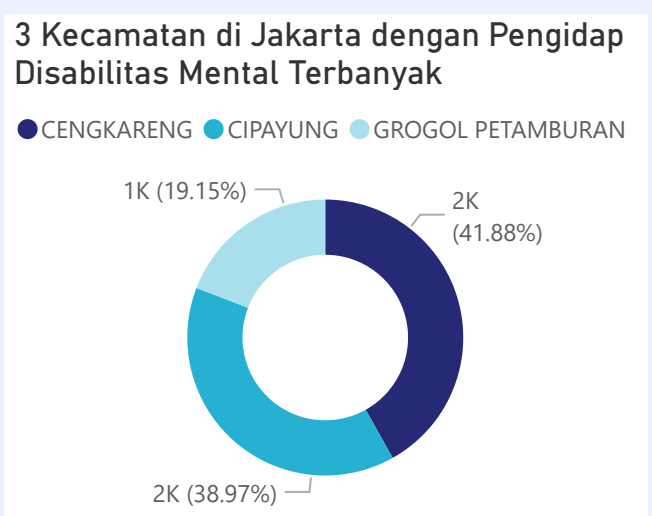 3 Kecamatan di Jakarta dengan Pengidap
Disabilitas Mental Terbanyak
CENGKARENG CIPAYUNG GROGOL PETAMBURAN
1K (19.15%)
2K
(41.88%)
2K (38.97%)